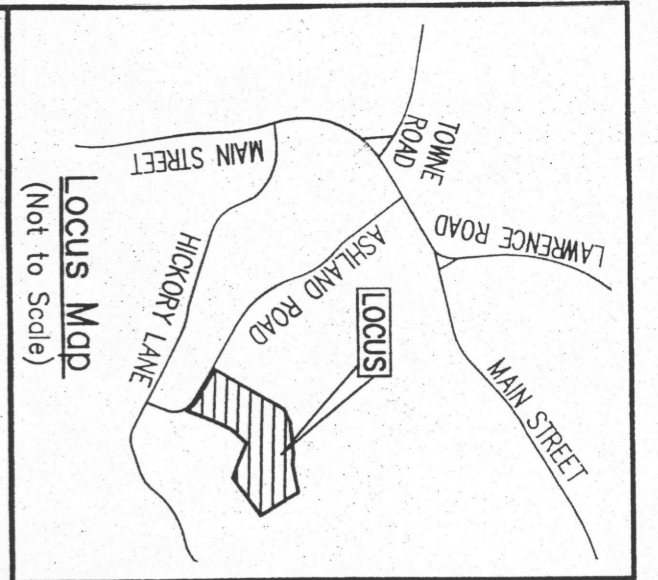 TOWNE
ROAD
LAWRENCE ROAD
MAIN STREET
MAIN STREET
ASHLAND ROAD
LOCUS
HICKORY LANE
Locus Map
(Not to Scale)